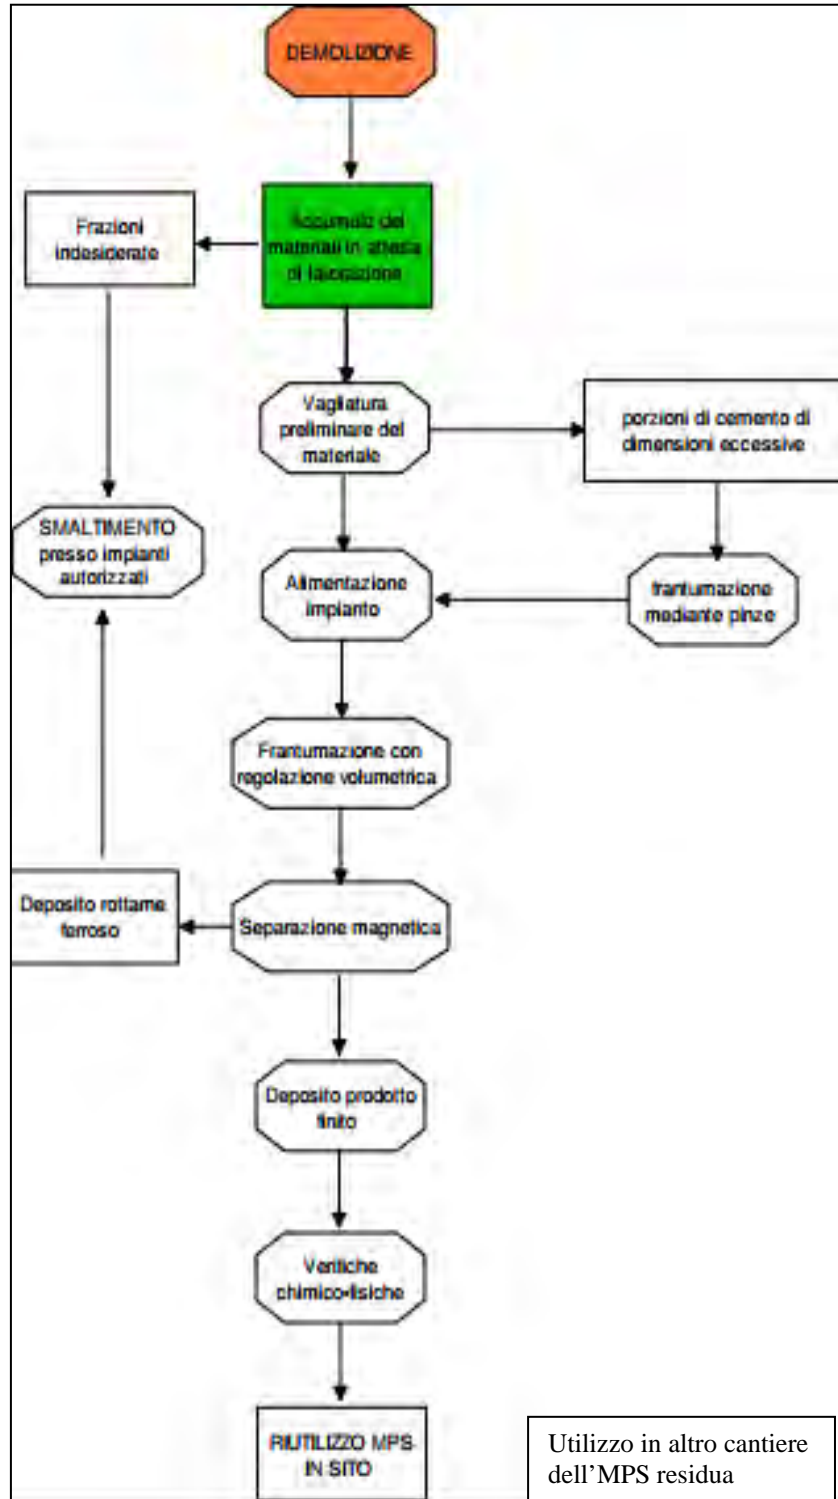 DEMOLIZIONE
Frazioni
indesiderate
Accumulo dei
materiali in attesa
di lavorazione
Vagliatura
preliminare del
materiale
porzioni di cemento di
dimensioni eccessive
SMALTIMENTO
presso impianti
autorizzati
Alimentazione
impianto
frantumazione
mediante pinze
Frantumazione con
regolazione volumetrica
Deposito rottame
ferroso
Separazione magnetica
Deposito prodotto
finito
Verifiche
chimico-fisiche
RIUTILIZZO MPS
IN SITO
Utilizzo in altro cantiere
dell’MPS residua